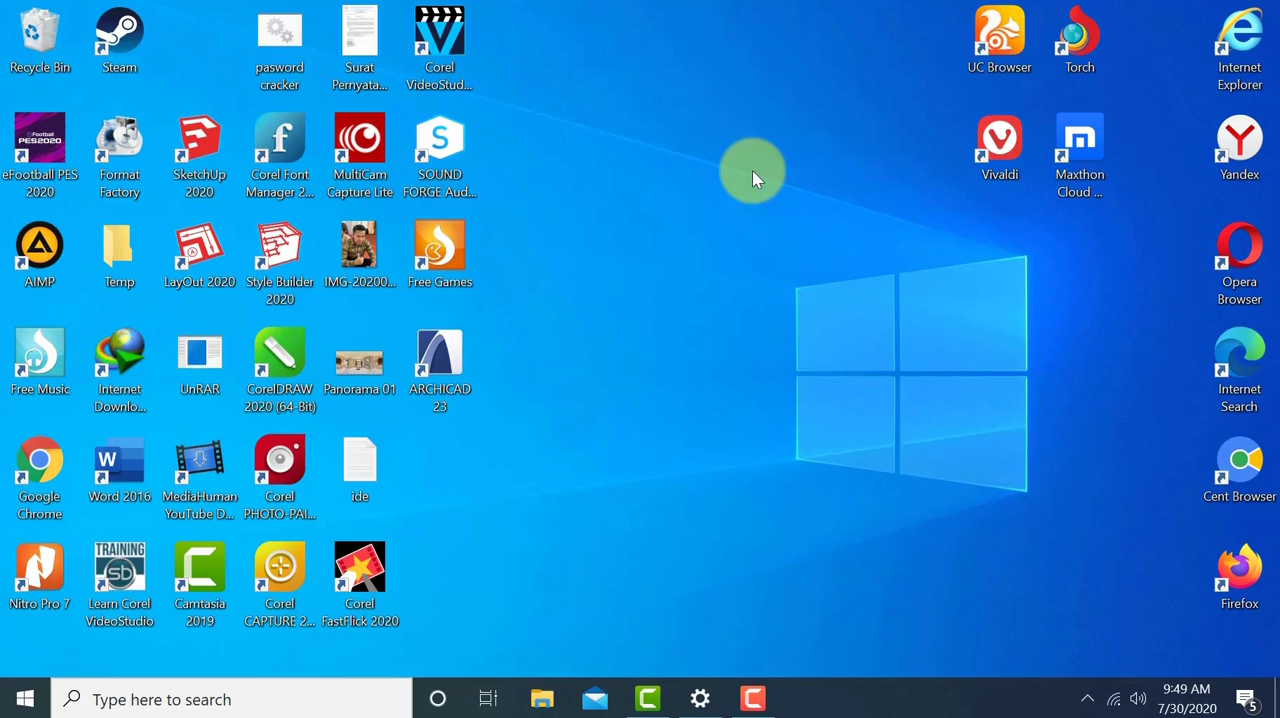 Recycle Bin
Steam
pasword
cracker
Surat
Pernyata...
Corel
VideoStud...
UC Browser
Torch
Internet
Explorer
eFootball
PES2020
eFootball PES
2020
Format
Factory
SketchUp
2020
Corel Font
Manager 2...
MultiCam
Capture Lite
SOUND
FORGE Aud...
Vivaldi
Maxthon
Cloud ...
Yandex
AIMP
Temp
LayOut 2020
Style Builder
2020
IMG-20200...
Free Games
Opera
Browser
Free Music
Internet
Downlo...
UnRAR
CorelDRAW
2020 (64-Bit)
Panorama 01
ARCHICAD
23
Internet
Search
Google
Chrome
Word 2016
MediaHuman
YouTube D...
Corel
PHOTO-PAI...
ide
Cent Browser
Nitro Pro 7
TRAINING
sb
Learn Corel
VideoStudio
Camtasia
2019
Corel
CAPTURE 2...
Corel
FastFlick 2020
Firefox
Type here to search
9:49 AM
7/30/2020
5